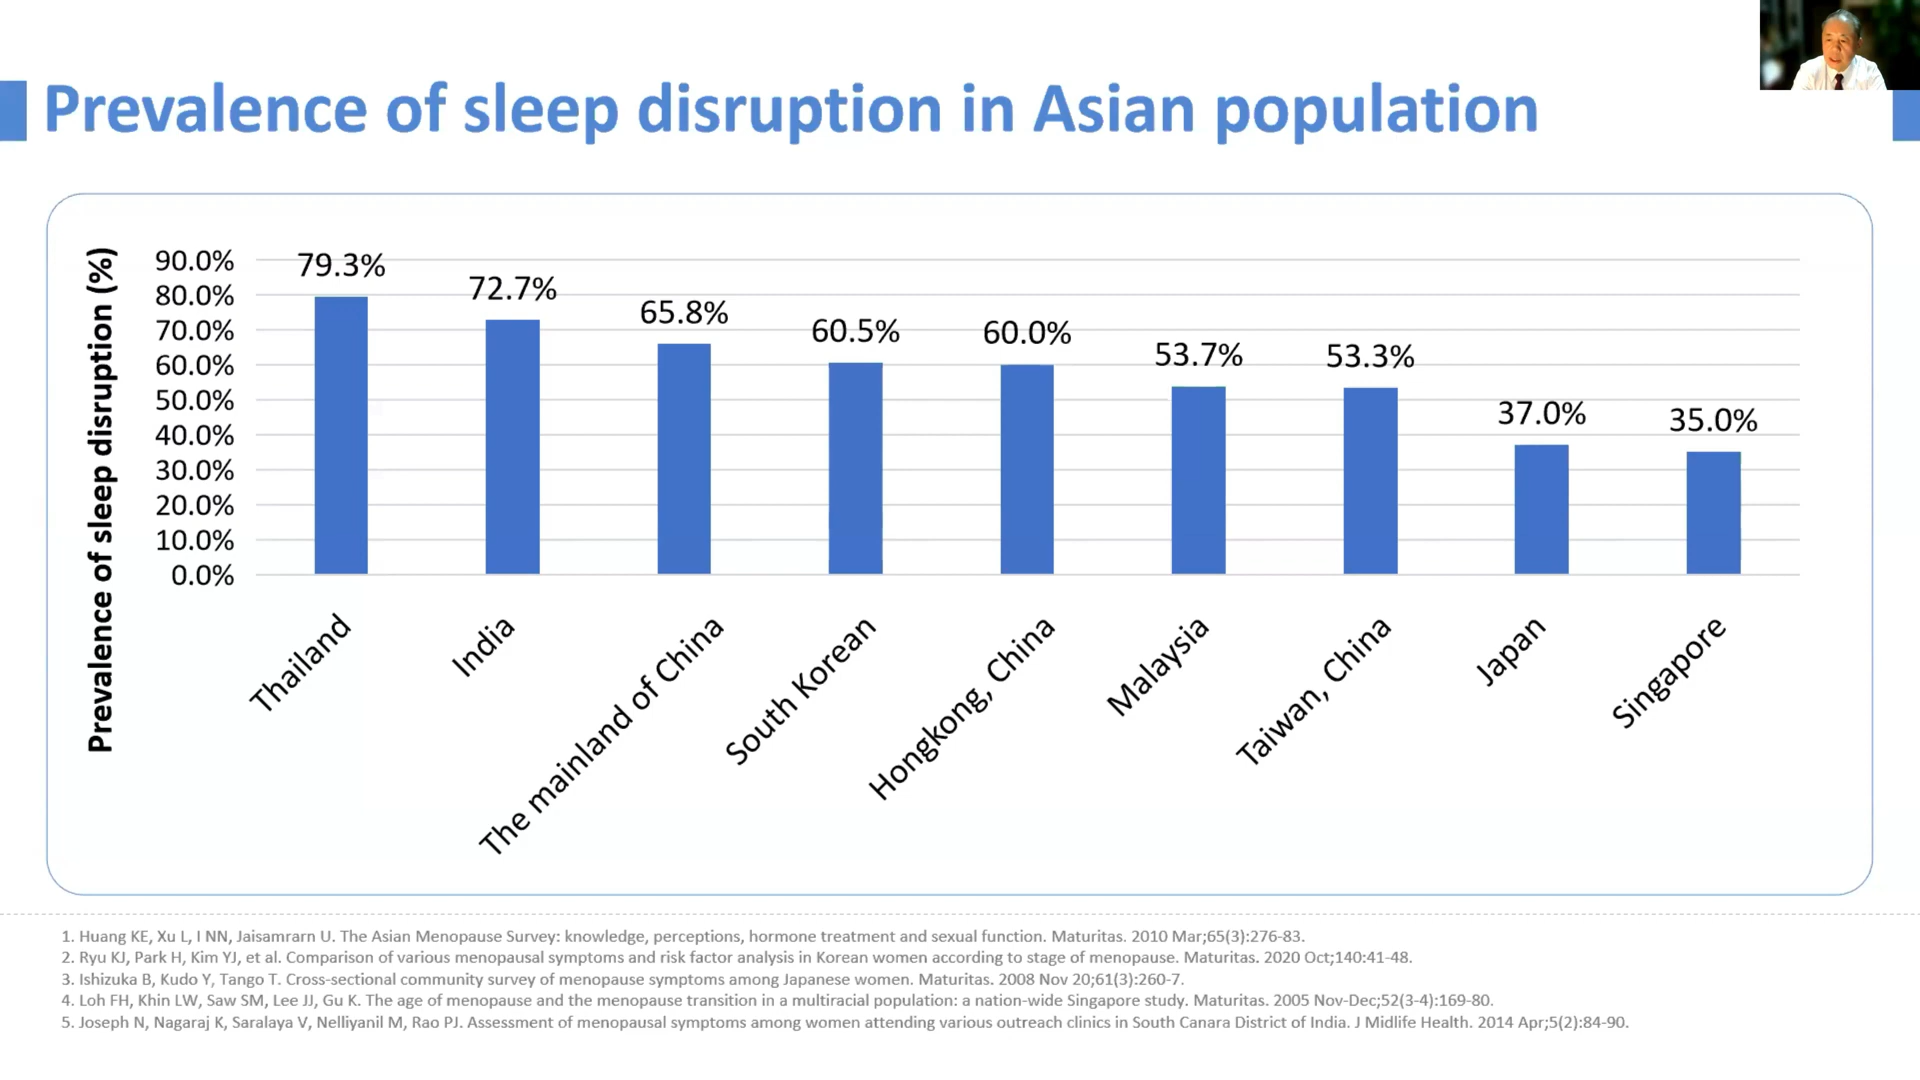 Prevalence of sleep disruption in Asian population
Prevalence of sleep disruption (%)
90.0%
80.0%
70.0%
60.0%
50.0%
40.0%
30.0%
20.0%
10.0%
0.0%
79.3%
72.7%
65.8%
60.5%
60.0%
53.7%
53.3%
37.0%
35.0%
Thailand
India
The mainland of China
South Korean
Hongkong, China
Malaysia
Taiwan, China
Japan
Singapore
1. Huang KE, Xu L, I NN, Jaisamrarn U. The Asian Menopause Survey: knowledge, perceptions, hormone treatment and sexual function. Maturitas. 2010 Mar;65(3):276-83.
2. Ryu KJ, Park H, Kim YJ, et al. Comparison of various menopausal symptoms and risk factor analysis in Korean women according to stage of menopause. Maturitas. 2020 Oct;140:41-48.
3. Ishizuka B, Kudo Y, Tango T. Cross-sectional community survey of menopause symptoms among Japanese women. Maturitas. 2008 Nov 20;61(3):260-7.
4. Loh FH, Khin LW, Saw SM, Lee JJ, Gu K. The age of menopause and the menopause transition in a multiracial population: a nation-wide Singapore study. Maturitas. 2005 Nov-Dec;52(3-4):169-80.
5. Joseph N, Nagaraj K, Saralaya V, Nelliyanil M, Rao PJ. Assessment of menopausal symptoms among women attending various outreach clinics in South Canara District of India. J Midlife Health. 2014 Apr;5(2):84-90.